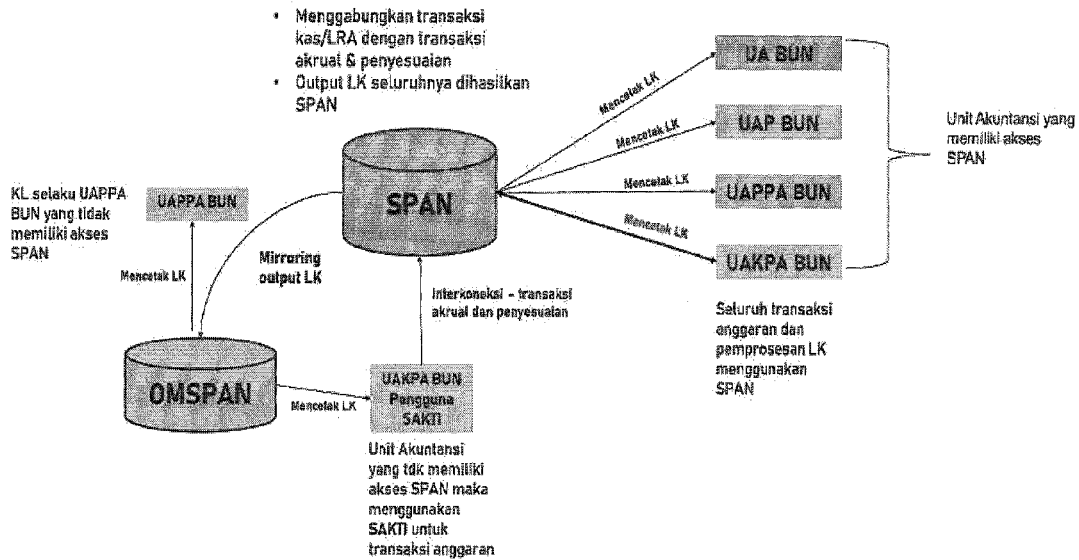 • Menggabungkan transaksi
kas/LRA dengan transaksi
akrual & penyesuaian
• Output LK seluruhnya dihasilkan
SPAN
UA BUN
UAP BUN
UAPPA BUN
UAKPA BUN
Mencetak LK
Mencetak LK
Mencetak LK
Mencetak LK
Unit Akuntansi yang
memiliki akses
SPAN
SPAN
KL selaku UAPPA
BUN yang tidak
memiliki akses
SPAN
UAPPA BUN
Mencetak LK
Mirroring
output LK
Interkoneksi – transaksi
akrual dan penyesuaian
Seluruh transaksi
anggaran dan
pemprosesan LK
menggunakan
SPAN
OMSPAN
Mencetak LK
UAKPA BUN
Pengguna
SAKTI
Unit Akuntansi
yang tdk memiliki
akses SPAN maka
menggunakan
SAKTI untuk
transaksi anggaran